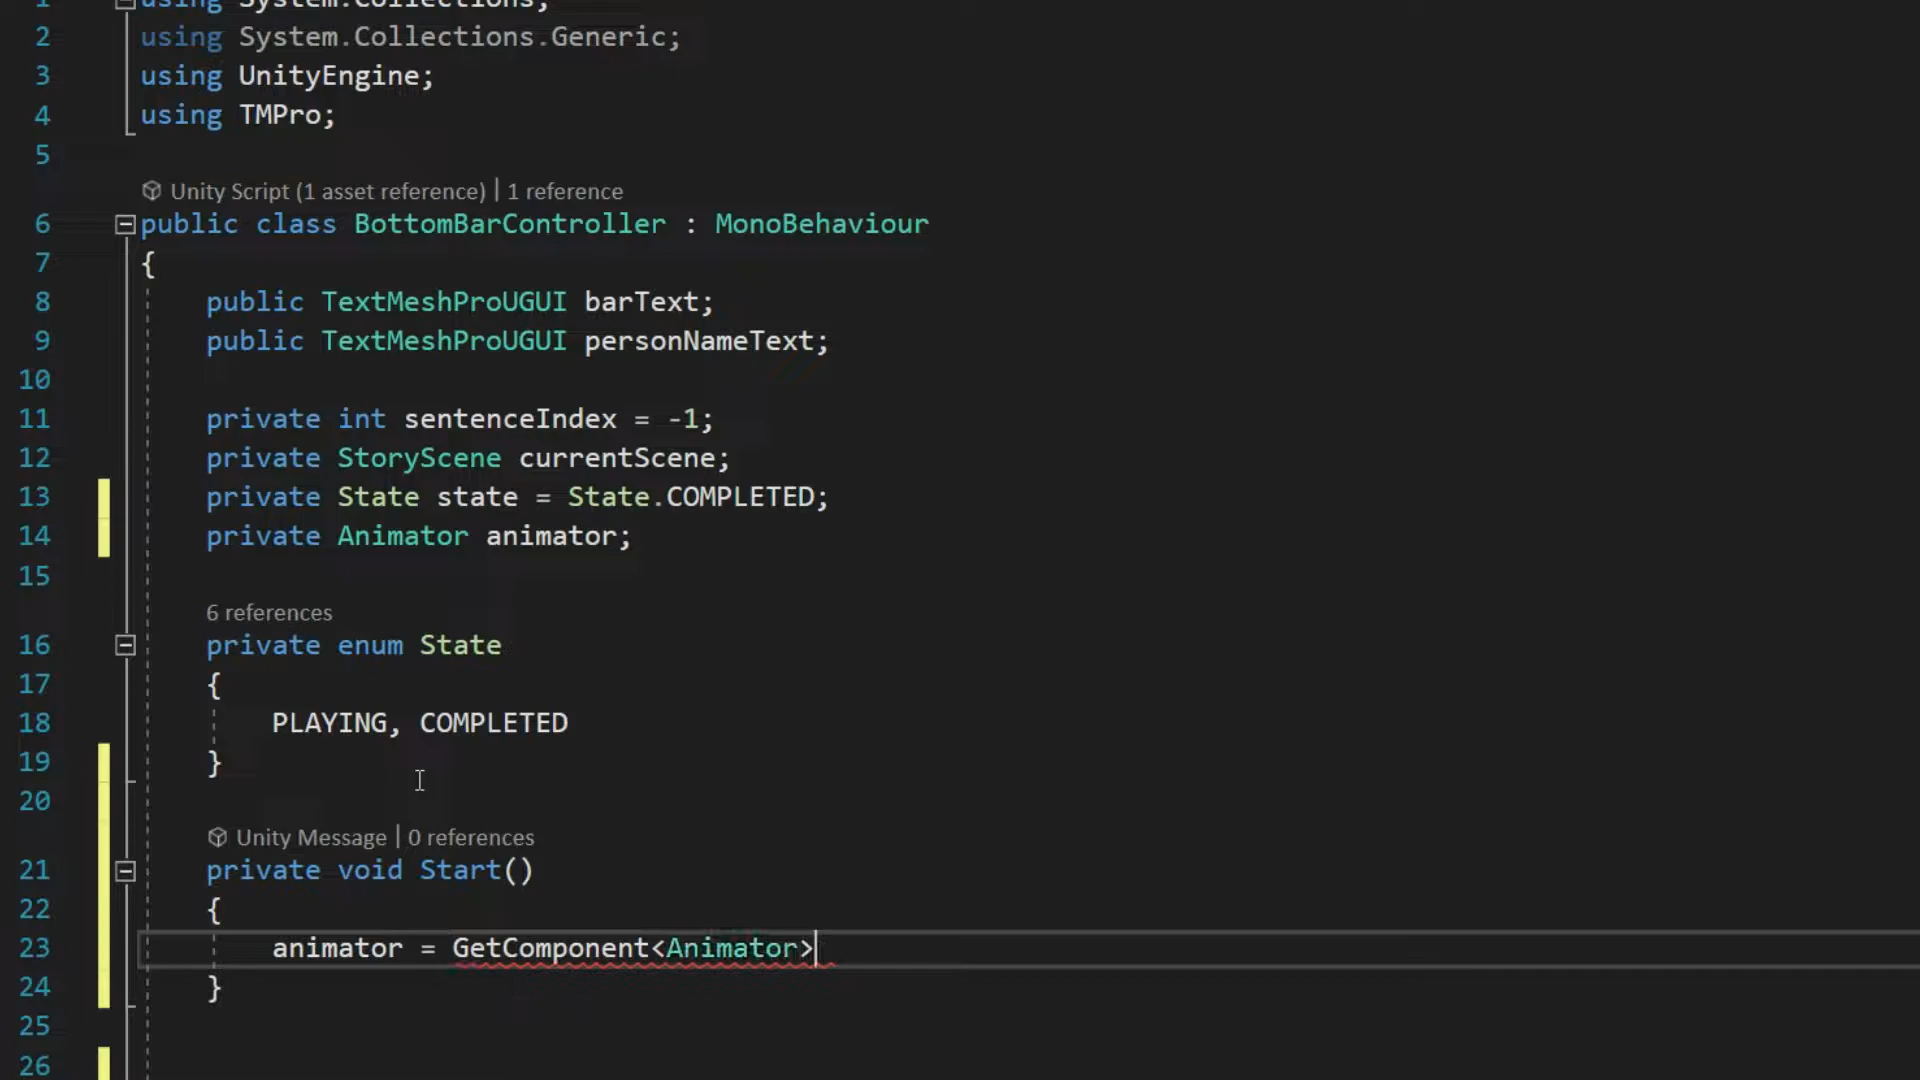 1 using System.Collections;
2 using System.Collections.Generic;
3 using UnityEngine;
4 using TMPro;
5
Unity Script (1 asset reference) | 1 reference
6 public class BottomBarController : MonoBehaviour
7 {
8 public TextMeshProUGUI barText;
9 public TextMeshProUGUI personNameText;
10
11 private int sentenceIndex = -1;
12 private StoryScene currentScene;
13 private State state = State.COMPLETED;
14 private Animator animator;
15
6 references
16 private enum State
17 {
18 PLAYING, COMPLETED
19 }
20
Unity Message | 0 references
21 private void Start()
22 {
23 animator = GetComponent<Animator>
24 }
25
26